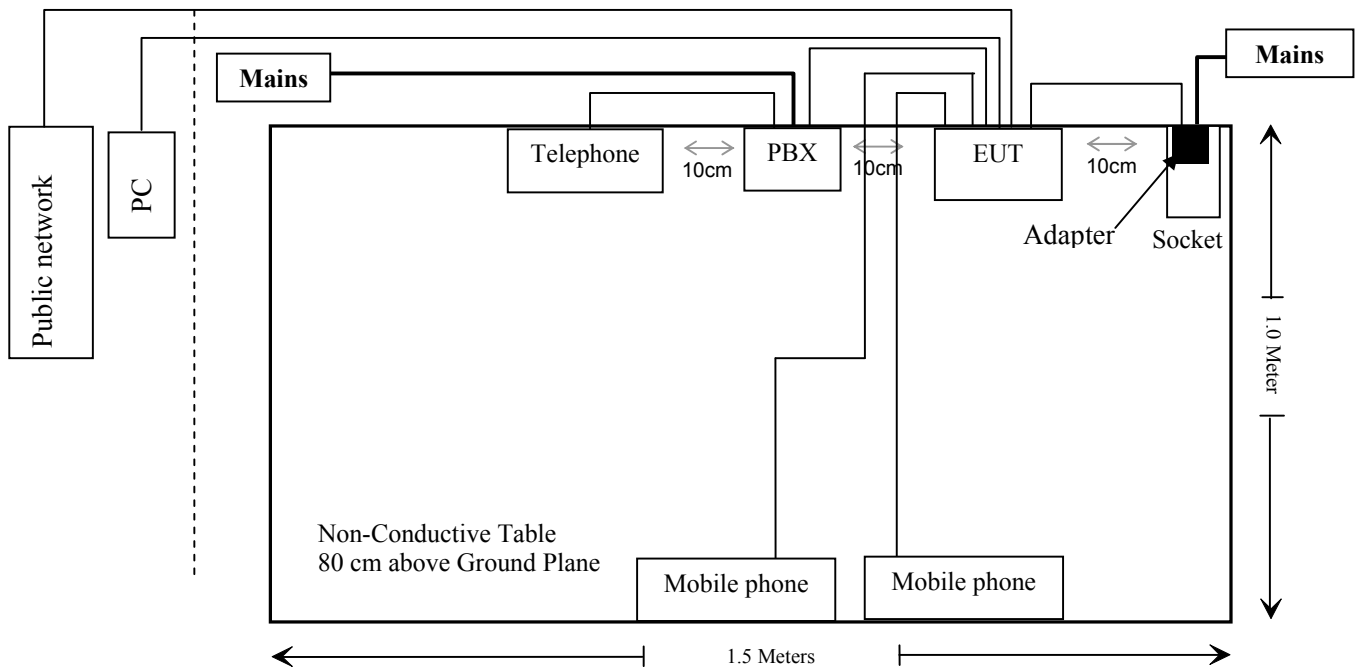 Mains
Mains
Public network
PC
Telephone
PBX
EUT
10cm
10cm
10cm
Adapter
Socket
1.0 Meter
Non-Conductive Table
80 cm above Ground Plane
Mobile phone
Mobile phone
1.5 Meters